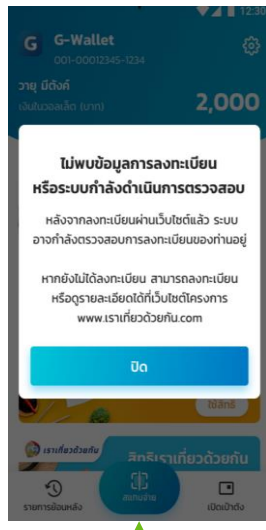 12:30
G G-Wallet
001-00012345-1234
วายุ มีตังค์
เงินในวอลเล็ต (บาท) 2,000
ไม่พบข้อมูลการลงทะเบียน
หรือระบบกำลังดำเนินการตรวจสอบ
หลังจากลงทะเบียนผ่านเว็บไซต์แล้ว ระบบ
อาจกำลังตรวจสอบการลงทะเบียนของท่านอยู่
หากยังไม่ได้ลงทะเบียน สามารถลงทะเบียน
หรือดูรายละเอียดได้ที่เว็บไซต์โครงการ
www.เราเที่ยวด้วยกัน.com
ปิด
ใช้สิทธิ์
เราเที่ยวด้วยกัน
สิทธิเราเที่ยวด้วยกัน
รายการย้อนหลัง
สแกนจ่าย
เปิดเป๋าตัง